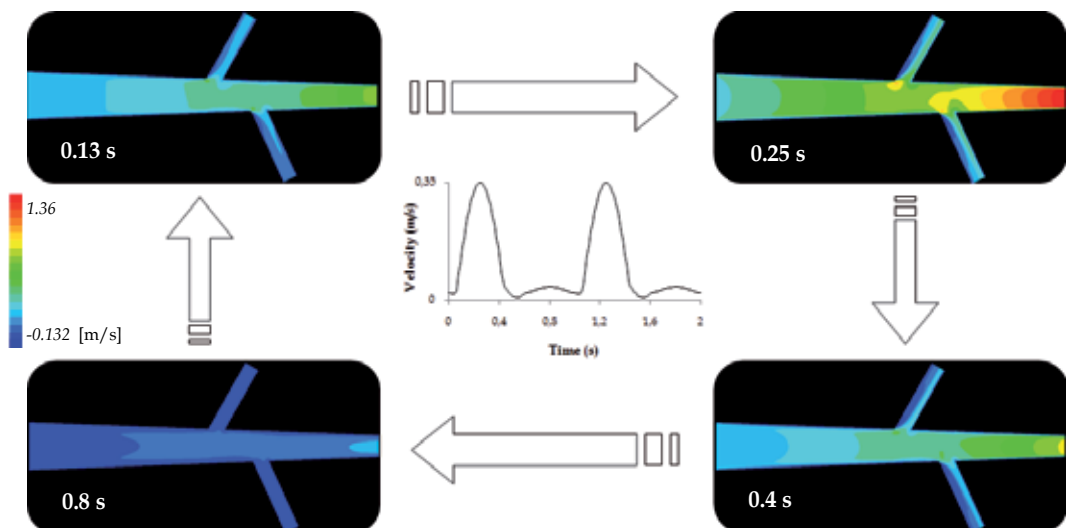 0.13 s
0.25 s
1.36
-0.132 [m/s]
0,35
Velocity (m/s)
0
0 0,4 0,8 1,2 1,6 2
Time (s)
0.8 s
0.4 s